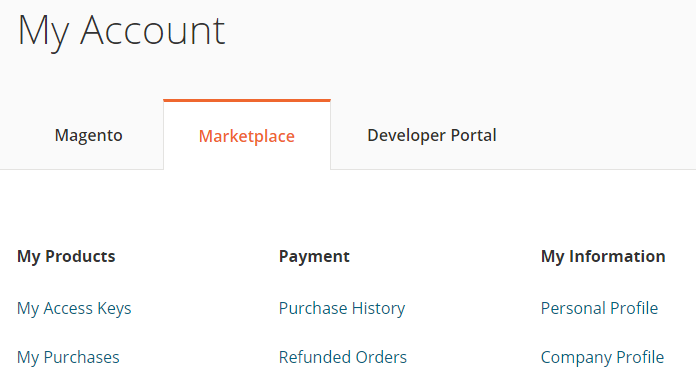 My Account
Magento Marketplace Developer Portal
My Products Payment My Information
My Access Keys Purchase History Personal Profile
My Purchases Refunded Orders Company Profile